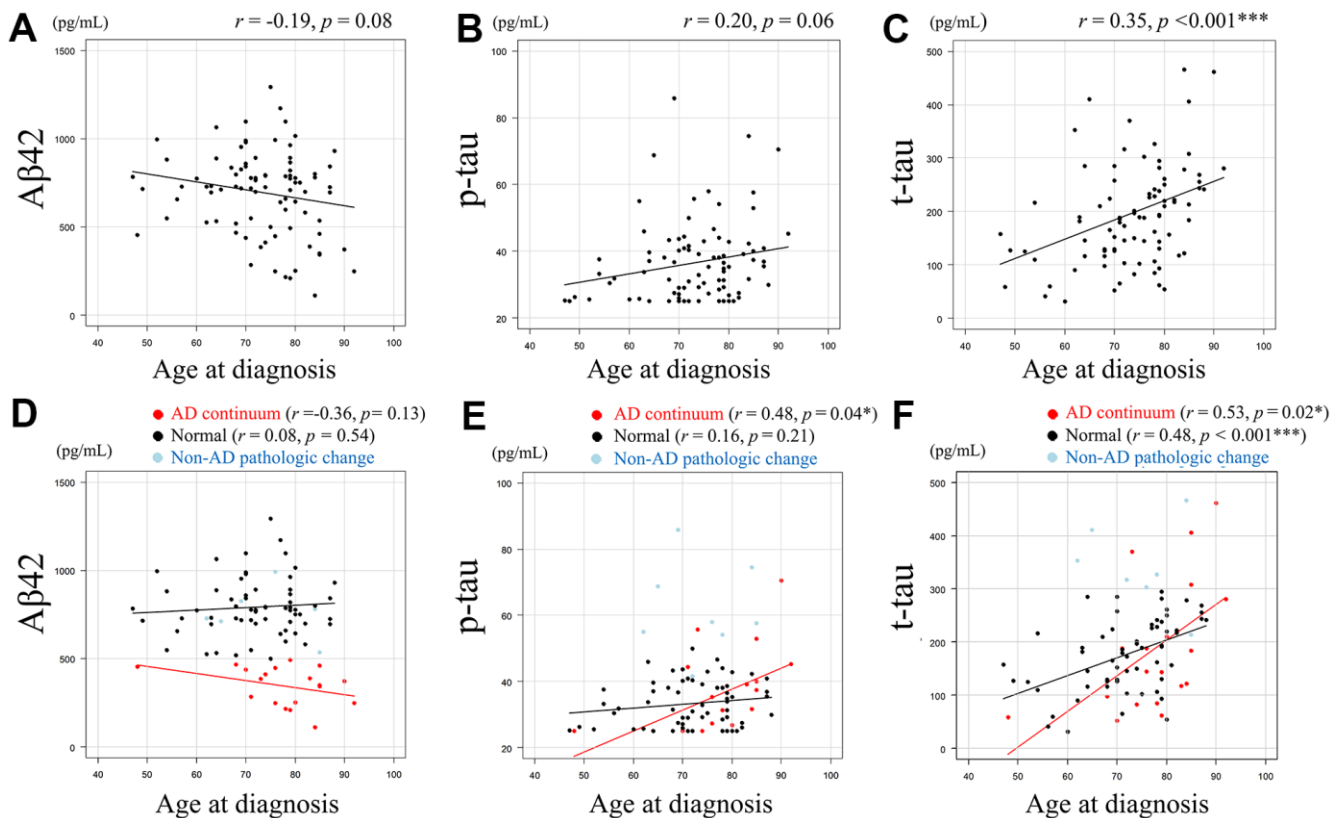 A
(pg/mL)
r = -0.19, p = 0.08
1500
1000
500
0
Aβ42
40 50 60 70 80 90 100
Age at diagnosis
B
(pg/mL)
r = 0.20, p = 0.06
100
80
60
40
20
p-tau
40 50 60 70 80 90 100
Age at diagnosis
C
(pg/mL)
r = 0.35, p <0.001***
500
400
300
200
100
0
t-tau
40 50 60 70 80 90 100
Age at diagnosis
D
AD continuum (r =-0.36, p= 0.13)
Normal (r = 0.08, p = 0.54)
Non-AD pathologic change
(pg/mL)
1500
1000
500
0
Aβ42
40 50 60 70 80 90 100
Age at diagnosis
E
AD continuum (r = 0.48, p = 0.04*)
Normal (r = 0.16, p = 0.21)
Non-AD pathologic change
(pg/mL)
100
80
60
40
20
p-tau
40 50 60 70 80 90 100
Age at diagnosis
F
AD continuum (r = 0.53, p = 0.02*)
Normal (r = 0.48, p < 0.001***)
Non-AD pathologic change
(pg/mL)
500
400
300
200
100
0
t-tau
40 50 60 70 80 90 100
Age at diagnosis